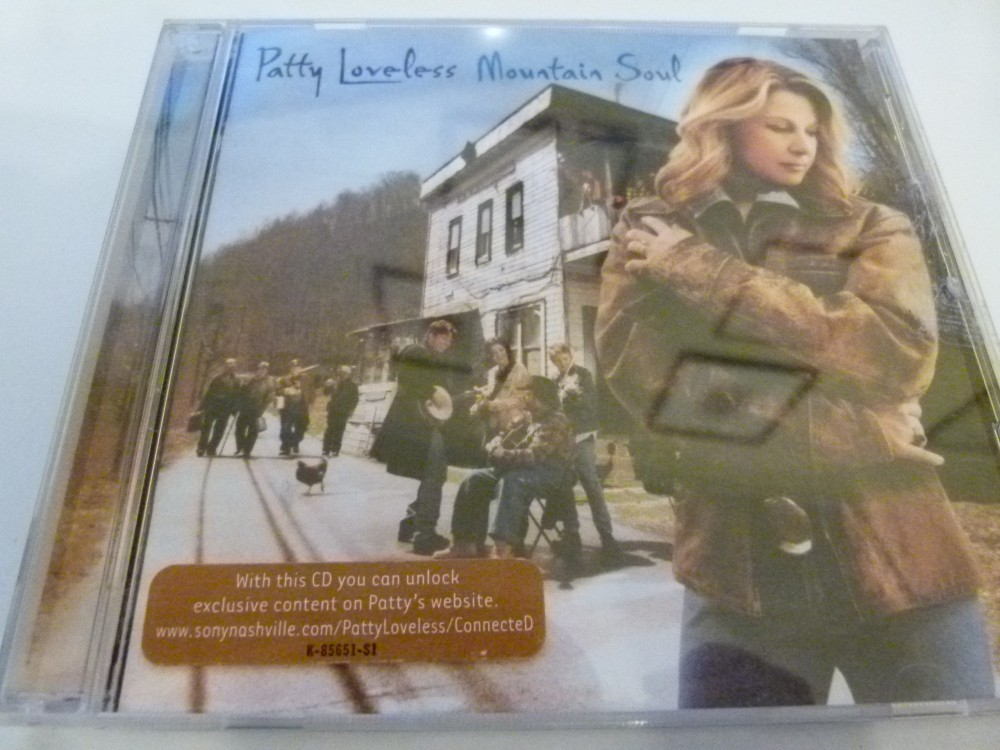 Patty Loveless Mountain Soul
With this CD you can unlock
exclusive content on Patty's website.
www.sonynashville.com/PattyLoveless/ConnecteD
K-85651-S1